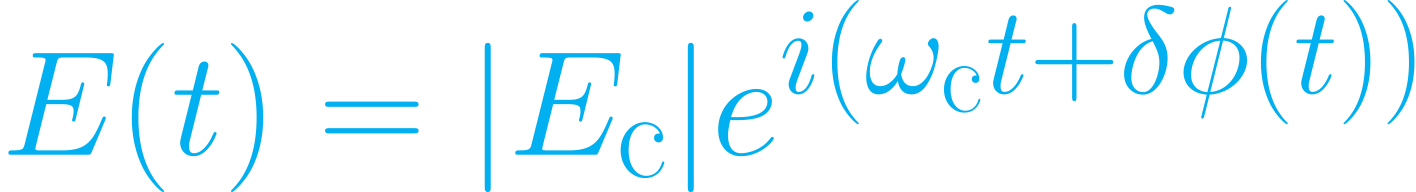 E(t) = |E_c|e^{i(ω_c t+δϕ(t))}